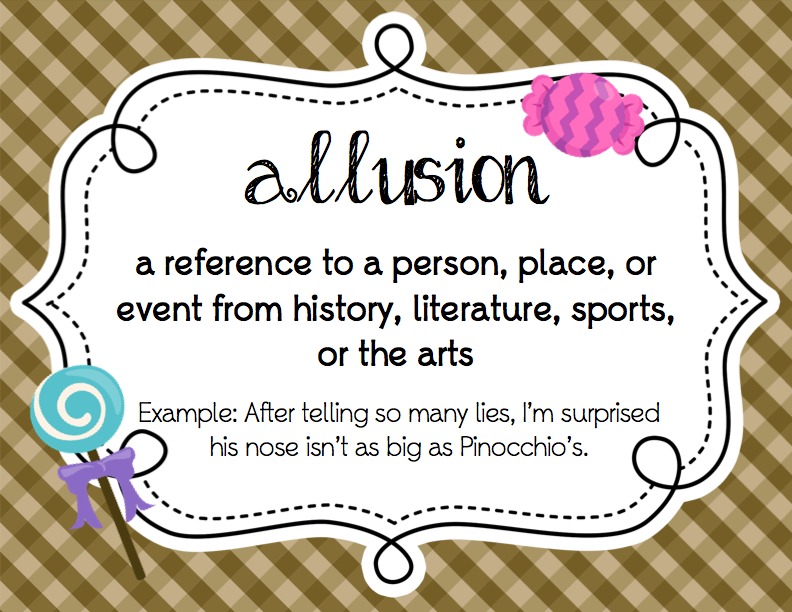 allusion
a reference to a person, place, or
event from history, literature, sports,
or the arts
Example: After telling so many lies, I'm surprised
his nose isn't as big as Pinocchio's.